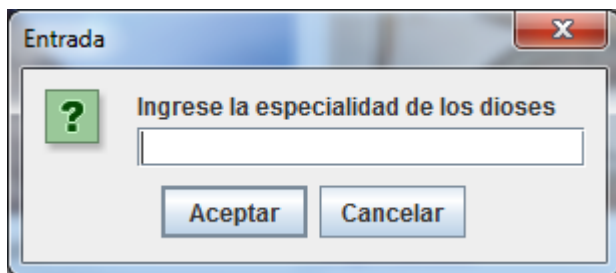 Entrada
Ingrese la especialidad de los dioses
Aceptar
Cancelar